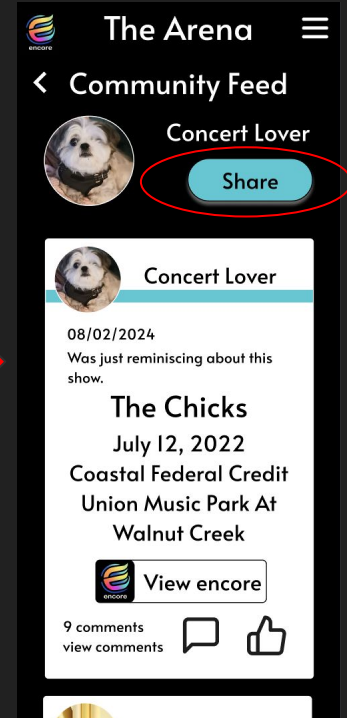 The Arena
encore
Community Feed
Concert Lover
Share
Concert Lover
08/02/2024
Was just reminiscing about this
show.
The Chicks
July 12, 2022
Coastal Federal Credit
Union Music Park At
Walnut Creek
encore
View encore
9 comments
view comments